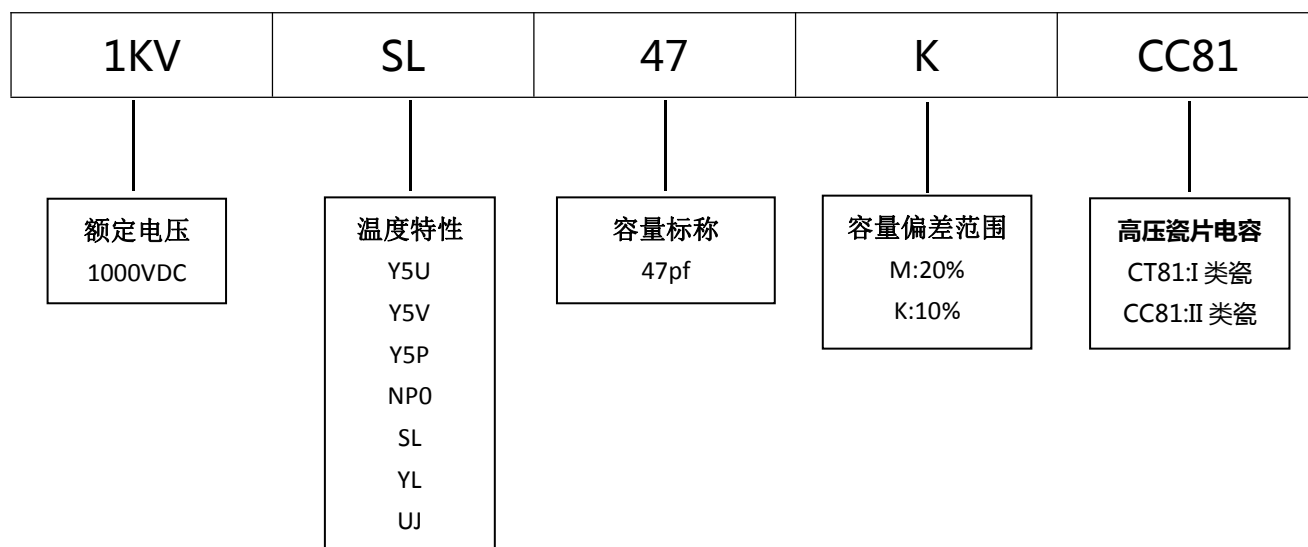 1KV SL 47 K CC81
额定电压
1000VDC
温度特性
Y5U
Y5V
Y5P
NP0
SL
YL
UJ
容量标称
47pf
容量偏差范围
M:20%
K:10%
高压瓷片电容
CT81:I 类瓷
CC81:II 类瓷